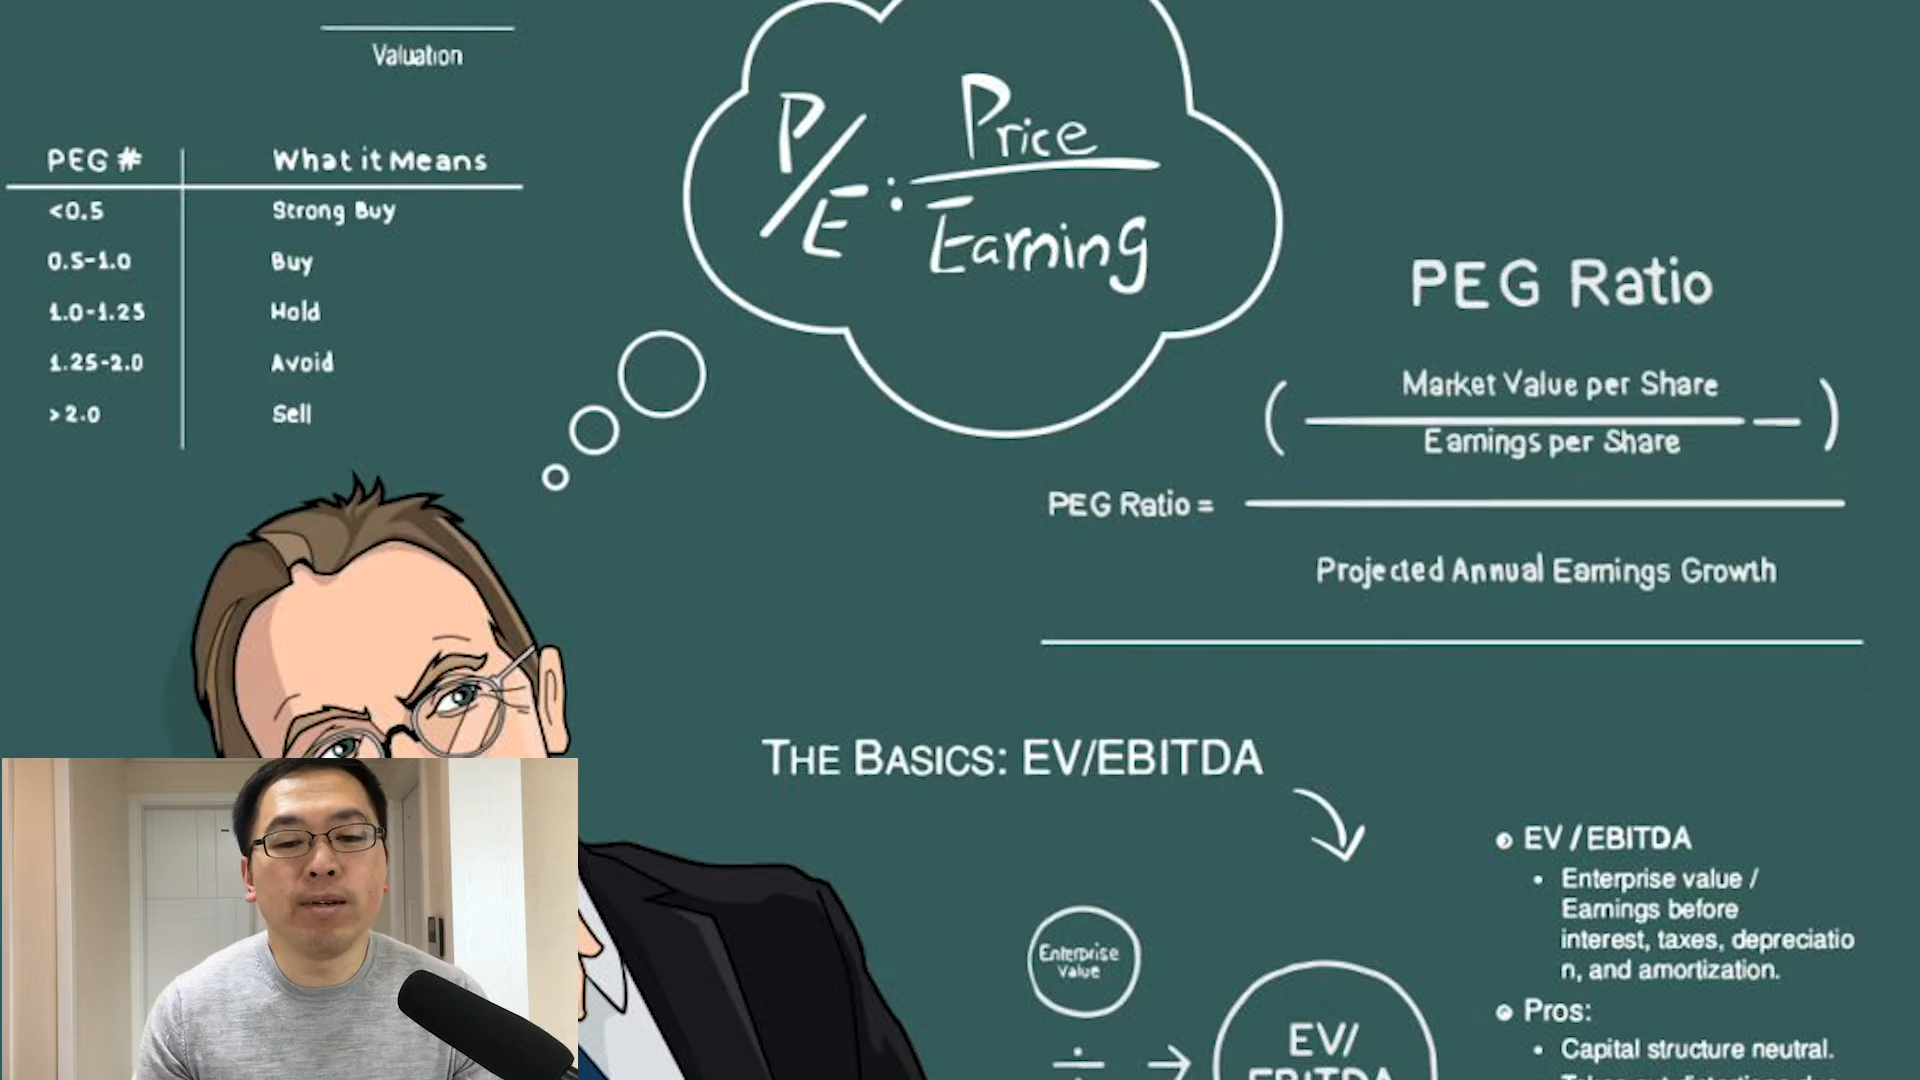 Valuation
PEG # What it Means
<0.5 Strong Buy
0.5-1.0 Buy
1.0-1.25 Hold
1.25-2.0 Avoid
>2.0 Sell
P/E : Price
Earning
PEG Ratio
( Market Value per Share — )
Earnings per Share
PEG Ratio =
Projected Annual Earnings Growth
THE BASICS: EV/EBITDA
Enterprise
Value
÷
EV/
EBITDA
EV / EBITDA
• Enterprise value /
Earnings before
interest, taxes, depreciatio
n, and amortization.
Pros:
• Capital structure neutral.